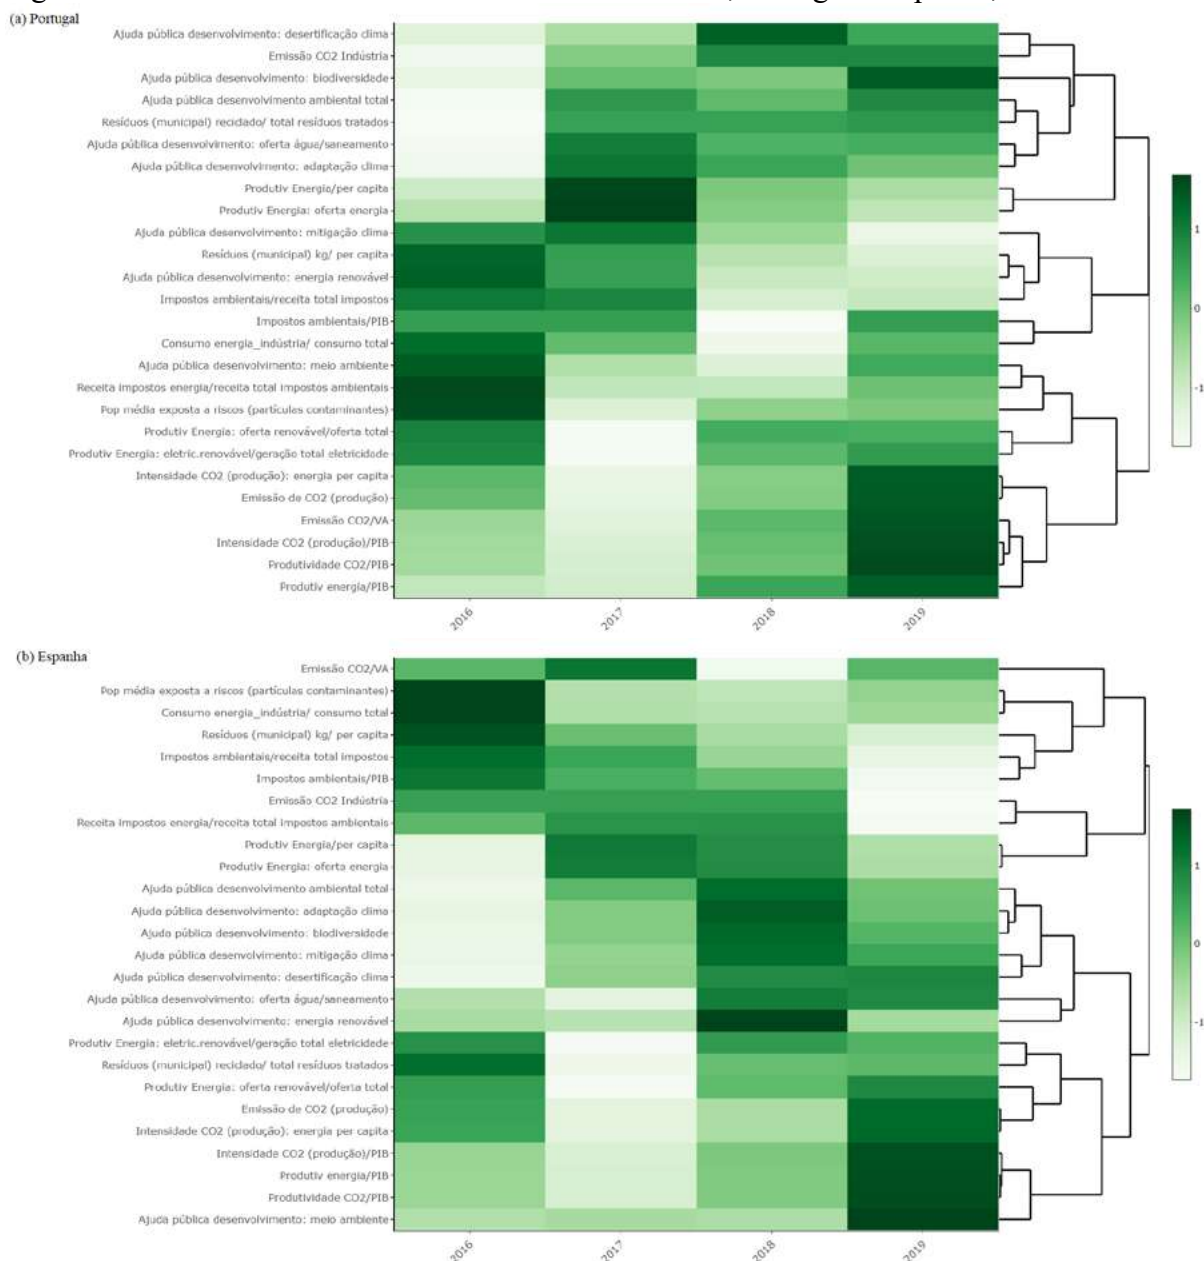 (a) Portugal
Ajuda pública desenvolvimento: desertificação clima
Emissão CO2 Indústria
Ajuda pública desenvolvimento: biodiversidade
Ajuda pública desenvolvimento ambiental total
Resíduos (municipal) reciclado/ total resíduos tratados
Ajuda pública desenvolvimento: oferta água/saneamento
Ajuda pública desenvolvimento: adaptação clima
Produtiv Energia/per capita
Produtiv Energia: oferta energia
Ajuda pública desenvolvimento: mitigação clima
Resíduos (municipal) kg/ per capita
Ajuda pública desenvolvimento: energia renovável
Impostos ambientais/receita total impostos
Impostos ambientais/PIB
Consumo energia_indústria/ consumo total
Ajuda pública desenvolvimento: meio ambiente
Receita impostos energia/receita total impostos ambientais
Pop média exposta a riscos (partículas contaminantes)
Produtiv Energia: oferta renovável/oferta total
Produtiv Energia: eletric.renovável/geração total eletricidade
Intensidade CO2 (produção): energia per capita
Emissão de CO2 (produção)
Emissão CO2/VA
Intensidade CO2 (produção)/PIB
Produtividade CO2/PIB
Produtiv energia/PIB
2016
2017
2018
2019
1
0
-1
(b) Espanha
Emissão CO2/VA
Pop média exposta a riscos (partículas contaminantes)
Consumo energia_indústria/ consumo total
Resíduos (municipal) kg/ per capita
Impostos ambientais/receita total impostos
Impostos ambientais/PIB
Emissão CO2 Indústria
Receita impostos energia/receita total impostos ambientais
Produtiv Energia/per capita
Produtiv Energia: oferta energia
Ajuda pública desenvolvimento ambiental total
Ajuda pública desenvolvimento: adaptação clima
Ajuda pública desenvolvimento: biodiversidade
Ajuda pública desenvolvimento: mitigação clima
Ajuda pública desenvolvimento: desertificação clima
Ajuda pública desenvolvimento: oferta água/saneamento
Ajuda pública desenvolvimento: energia renovável
Produtiv Energia: eletric.renovável/geração total eletricidade
Resíduos (municipal) reciclado/ total resíduos tratados
Produtiv Energia: oferta renovável/oferta total
Emissão de CO2 (produção)
Intensidade CO2 (produção): energia per capita
Intensidade CO2 (produção)/PIB
Produtiv energia/PIB
Produtividade CO2/PIB
Ajuda pública desenvolvimento: meio ambiente
2016
2017
2018
2019
1
0
-1